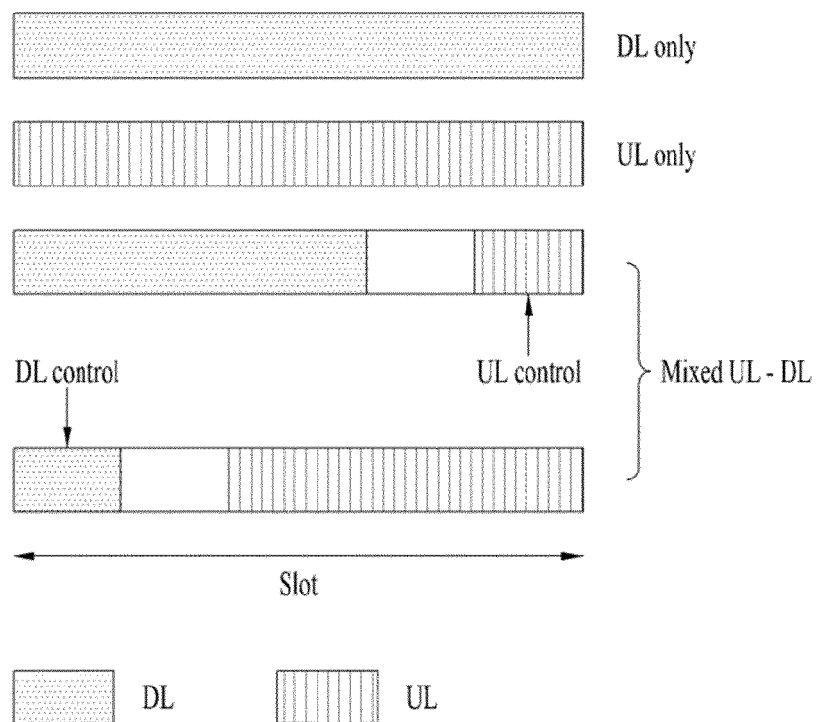 DL only
UL only
DL control
UL control
Mixed UL - DL
Slot
DL
UL